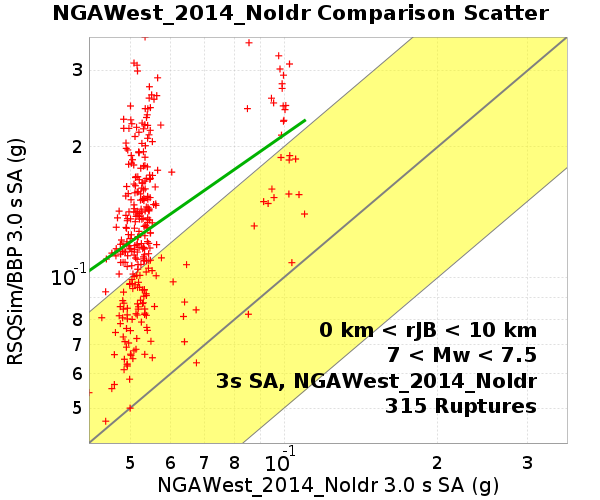 NGAWest_2014_NoIdr Comparison Scatter
RSQSim/BBP 3.0 s SA (g)
3
2
10-1
8
7
6
5
0 km < rJB < 10 km
7 < Mw < 7.5
3s SA, NGAWest_2014_NoIdr
315 Ruptures
5 6 7 8 10-1 2 3
NGAWest_2014_NoIdr 3.0 s SA (g)